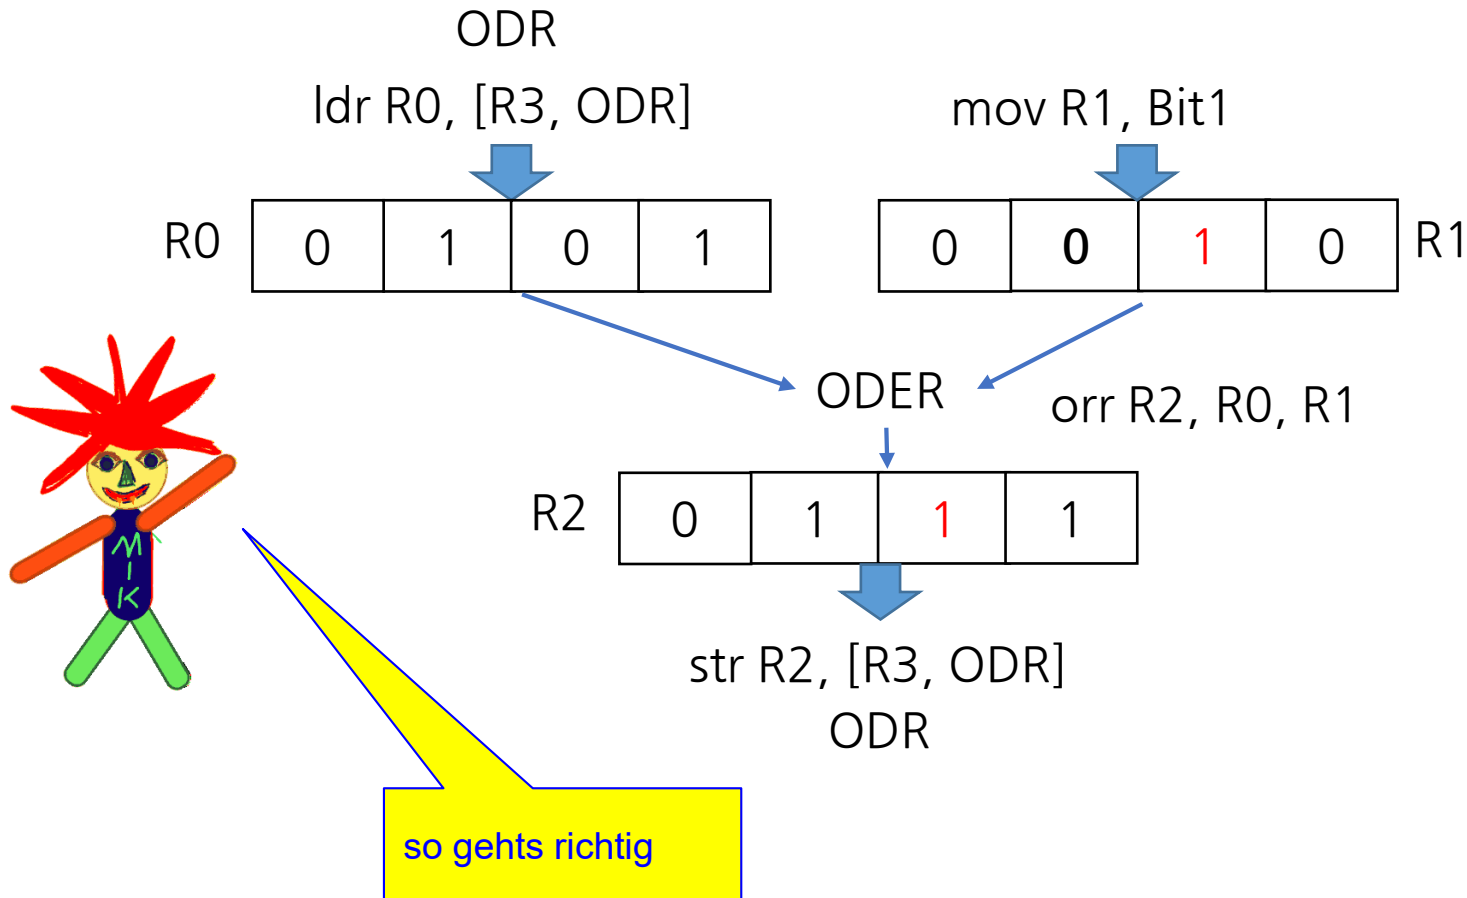 ODR
ldr R0, [R3, ODR]
mov R1, Bit1
R0 0 1 0 1
0 0 1 0 R1
ODER
orr R2, R0, R1
R2 0 1 1 1
str R2, [R3, ODR]
ODR
M
I
K
so gehts richtig